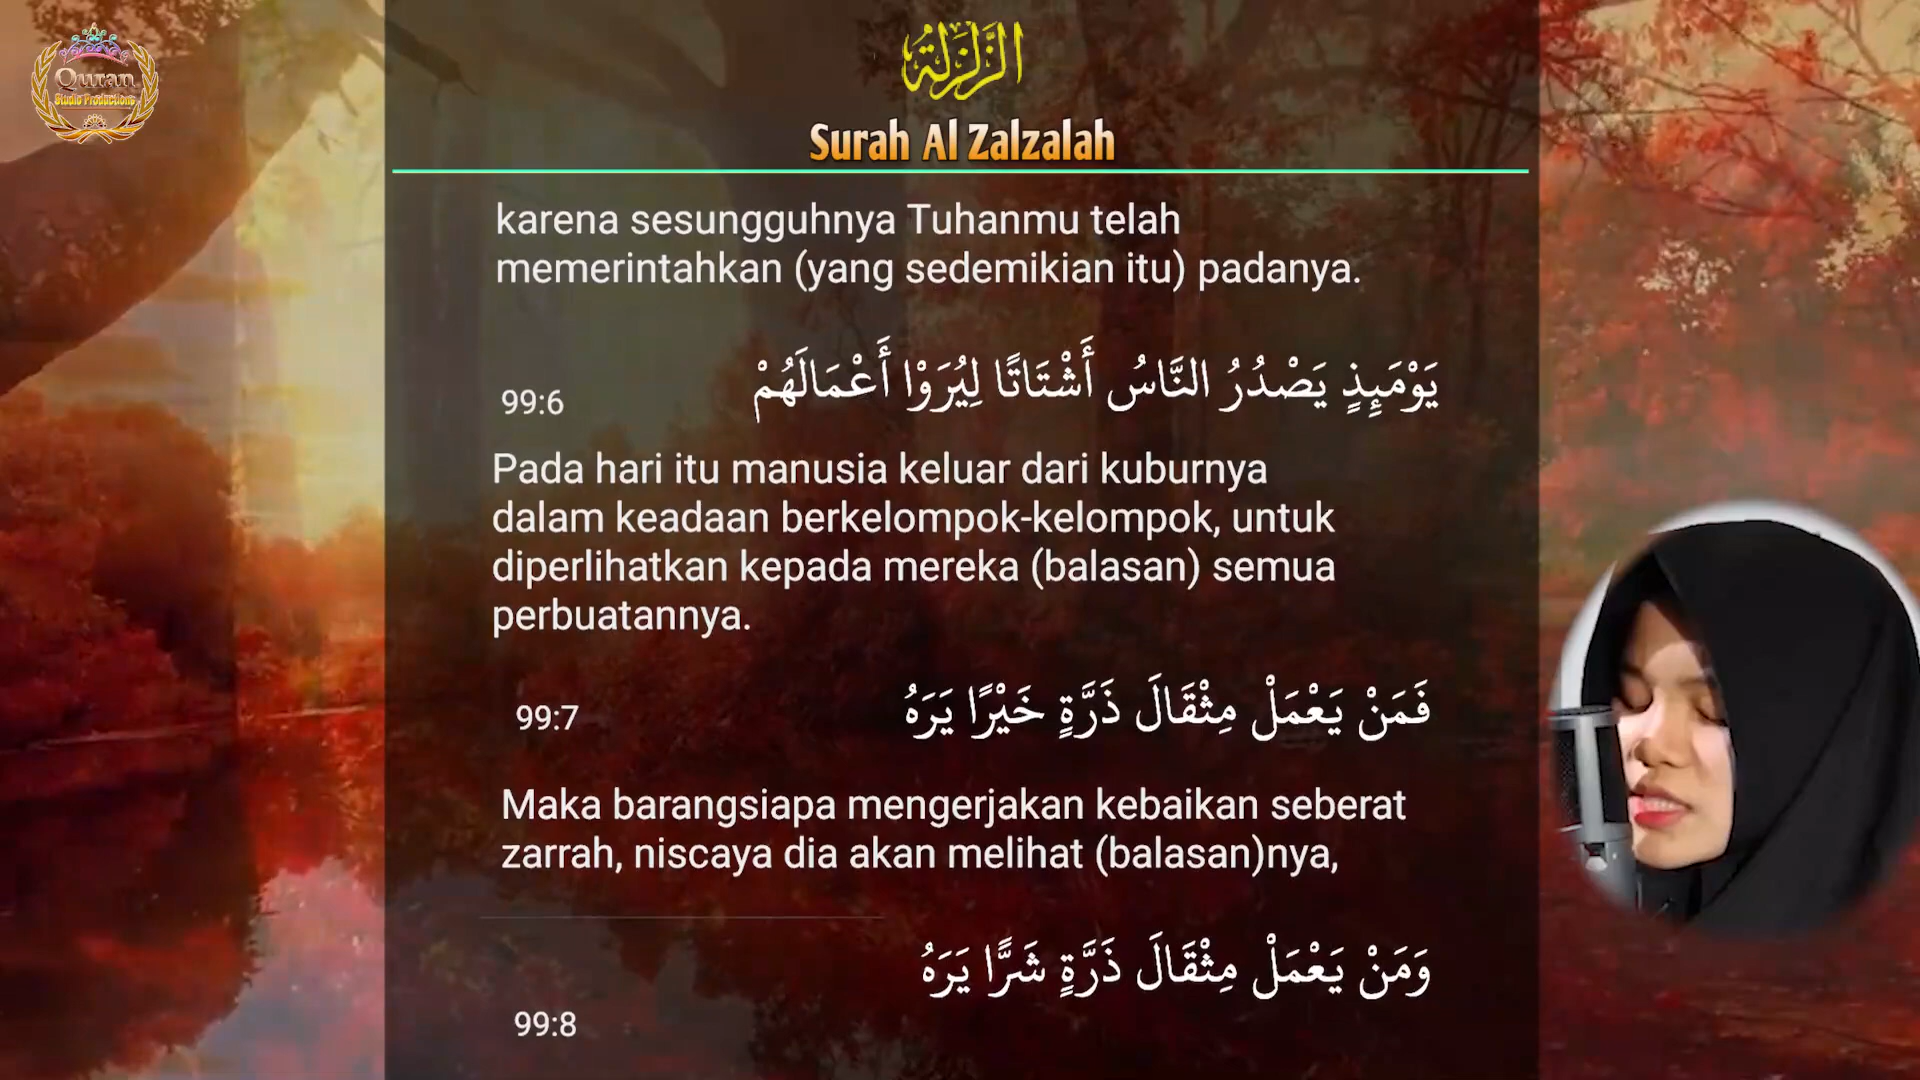 Quran
Studio Productions
الزَّلْزَلَة
Surah Al Zalzalah
karena sesungguhnya Tuhanmu telah
memerintahkan (yang sedemikian itu) padanya.
يَوْمَئِذٍ يَصْدُرُ النَّاسُ أَشْتَاتًا لِيُرَوْا أَعْمَالَهُمْ
99:6
Pada hari itu manusia keluar dari kuburnya
dalam keadaan berkelompok-kelompok, untuk
diperlihatkan kepada mereka (balasan) semua
perbuatannya.
فَمَنْ يَعْمَلْ مِثْقَالَ ذَرَّةٍ خَيْرًا يَرَهُ
99:7
Maka barangsiapa mengerjakan kebaikan seberat
zarrah, niscaya dia akan melihat (balasan)nya,
وَمَنْ يَعْمَلْ مِثْقَالَ ذَرَّةٍ شَرًّا يَرَهُ
99:8